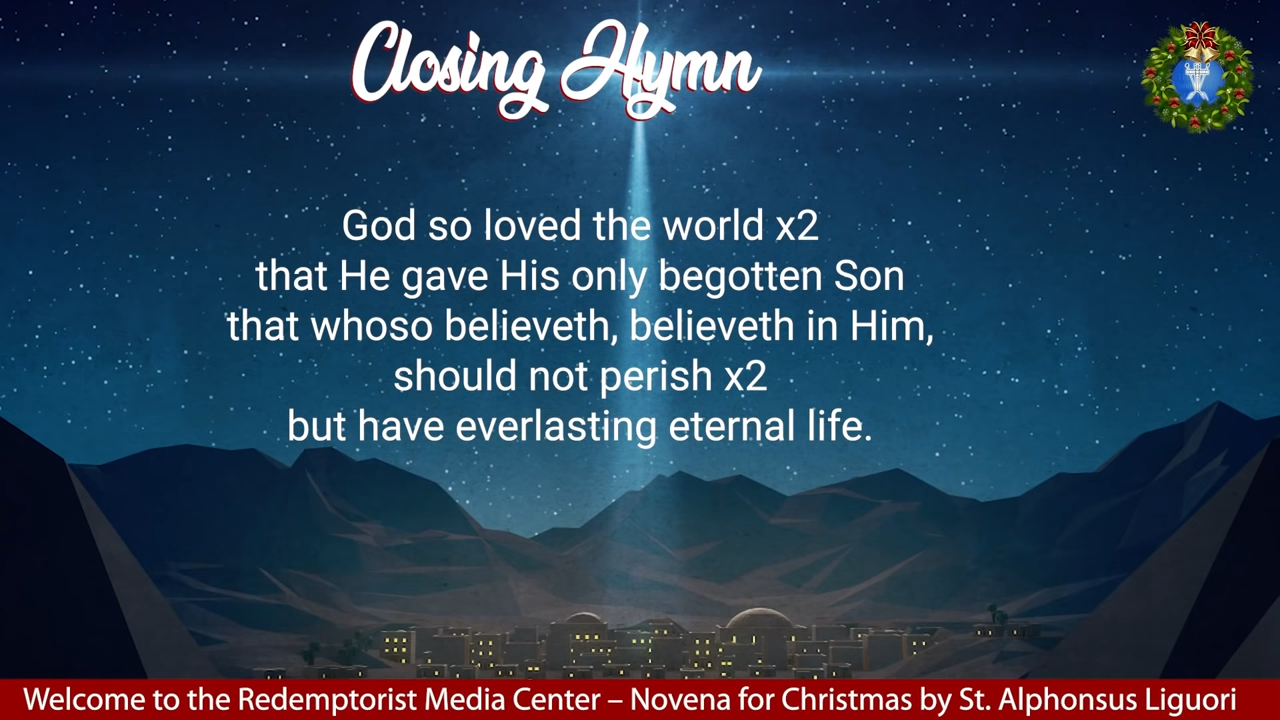 Closing Hymn
God so loved the world x2
that He gave His only begotten Son
that whoso believeth, believeth in Him,
should not perish x2
but have everlasting eternal life.
Welcome to the Redemptorist Media Center – Novena for Christmas by St. Alphonsus Liguori